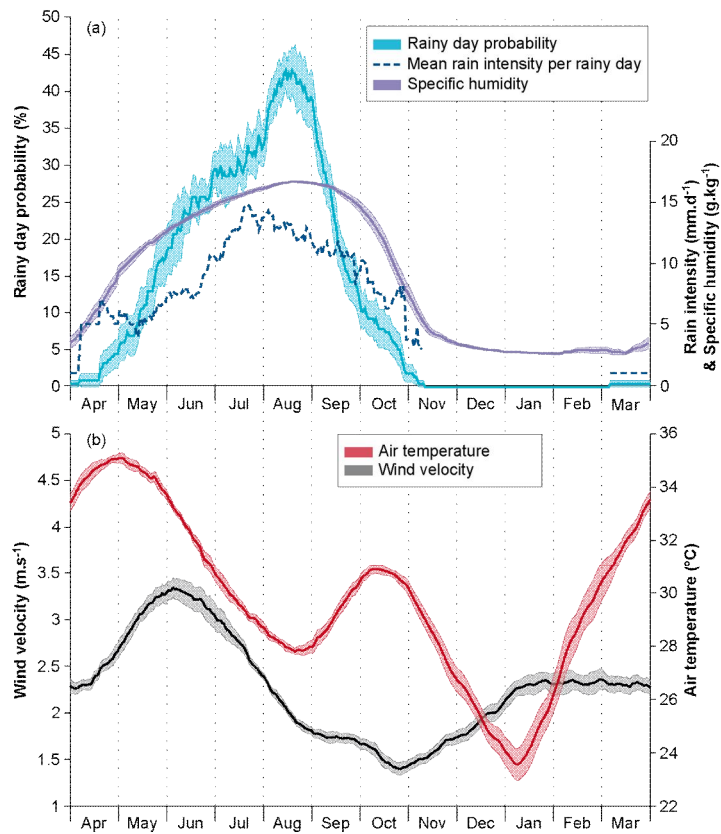 (a)
Rainy day probability
Mean rain intensity per rainy day
Specific humidity
50
45
40
35
30
25
20
45
10
5
0
Rainy day probability (%)
20
15
10
5
0
Rain intensity (mm.d⁻¹)
& Specific humidity (g.kg⁻¹)
Apr May Jun Jul Aug Sep Oct Nov Dec Jan Feb Mar
(b)
Air temperature
Wind velocity
5
4.5
4
3.5
3
2.5
2
1.5
1
Wind velocity (m.s⁻¹)
36
34
32
30
28
26
24
22
Air temperature (°C)
Apr May Jun Jul Aug Sep Oct Nov Dec Jan Feb Mar